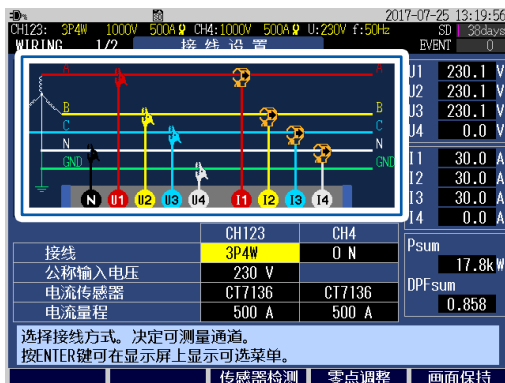 2017-07-25 13:19:56
CH123: 3P4W 1000V 500A CH4:1000V 500A U:230V f:50Hz SD 38days
WIRING 1/2 接线设置 EVENT 0
A A
B B
C C
N N
GND GND
N U1 U2 U3 U4 I1 I2 I3 I4
U1 230.1 V
U2 230.1 V
U3 230.1 V
U4 0.0 V
I1 30.0 A
I2 30.0 A
I3 30.0 A
I4 0.0 A
Psum
17.8kW
DPFsum
0.858
CH123 CH4
接线 3P4W ON
公称输入电压 230 V
电流传感器 CT7136 CT7136
电流量程 500 A 500 A
选择接线方式。决定可测量通道。
按ENTER键可在显示屏上显示可选菜单。
传感器检测 零点调整 画面保持